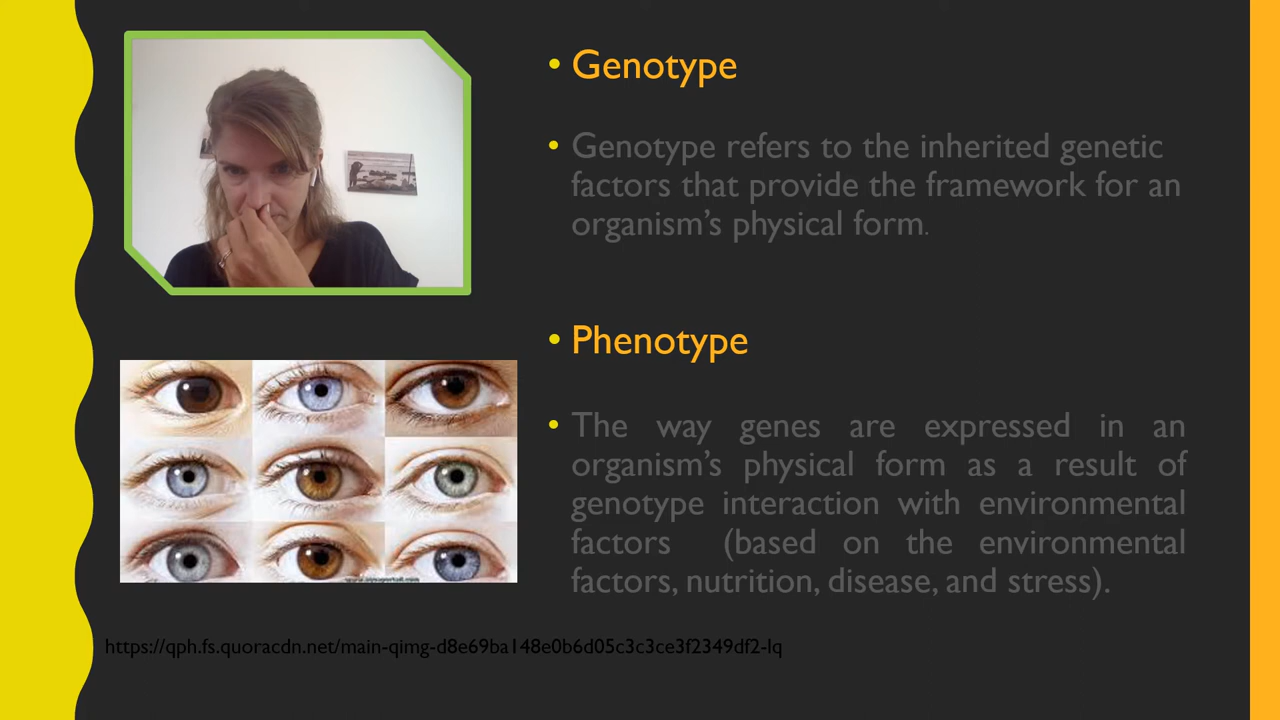 Genotype
Genotype refers to the inherited genetic
factors that provide the framework for an
organism’s physical form.
Phenotype
The way genes are expressed in an
organism’s physical form as a result of
genotype interaction with environmental
factors (based on the environmental
factors, nutrition, disease, and stress).
https://qph.fs.quoracdn.net/main-qimg-d8e69ba148e0b6d05c3c3ce3f2349df2-lq